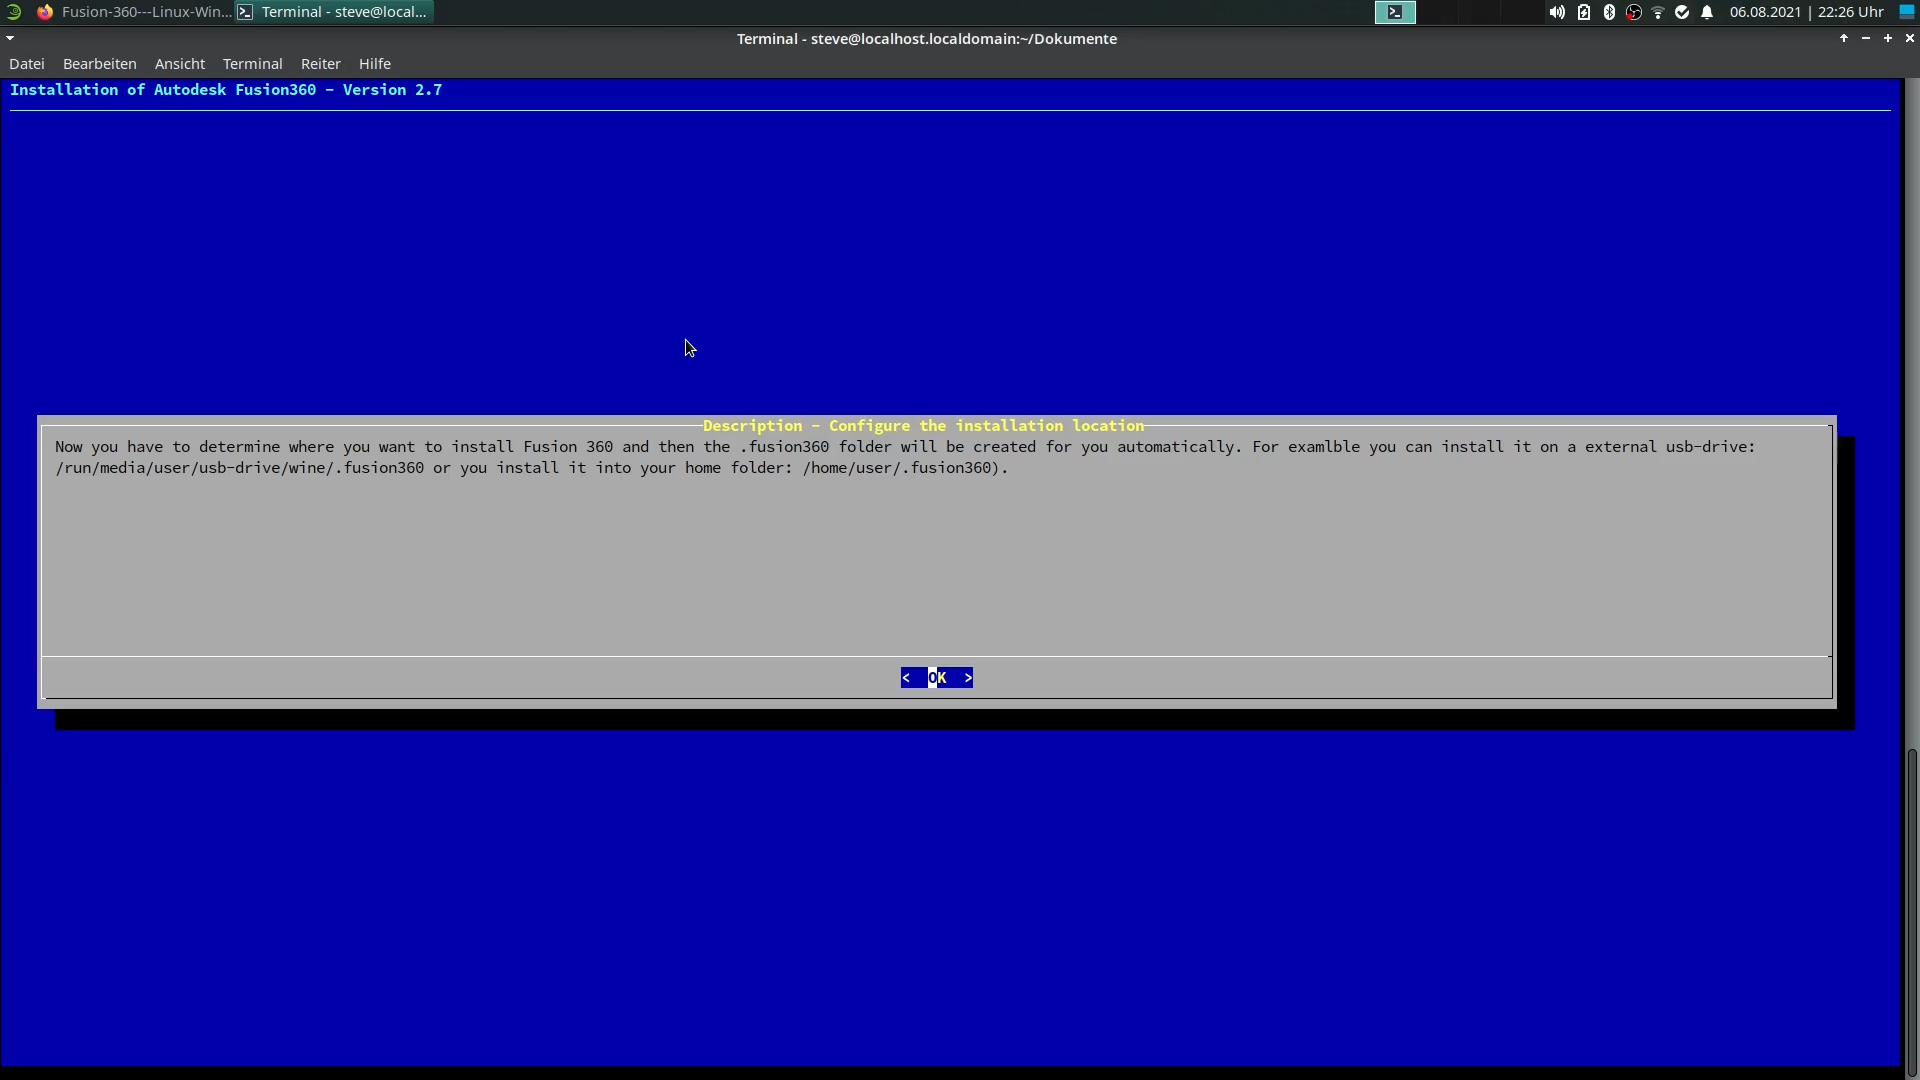 Fusion-360---Linux-Win...
Terminal - steve@local...
06.08.2021 | 22:26 Uhr
Terminal - steve@localhost.localdomain:~/Dokumente
Datei Bearbeiten Ansicht Terminal Reiter Hilfe
Installation of Autodesk Fusion360 - Version 2.7
Description - Configure the installation location
Now you have to determine where you want to install Fusion 360 and then the .fusion360 folder will be created for you automatically. For examlble you can install it on a external usb-drive:
/run/media/user/usb-drive/wine/.fusion360 or you install it into your home folder: /home/user/.fusion360).
< OK >